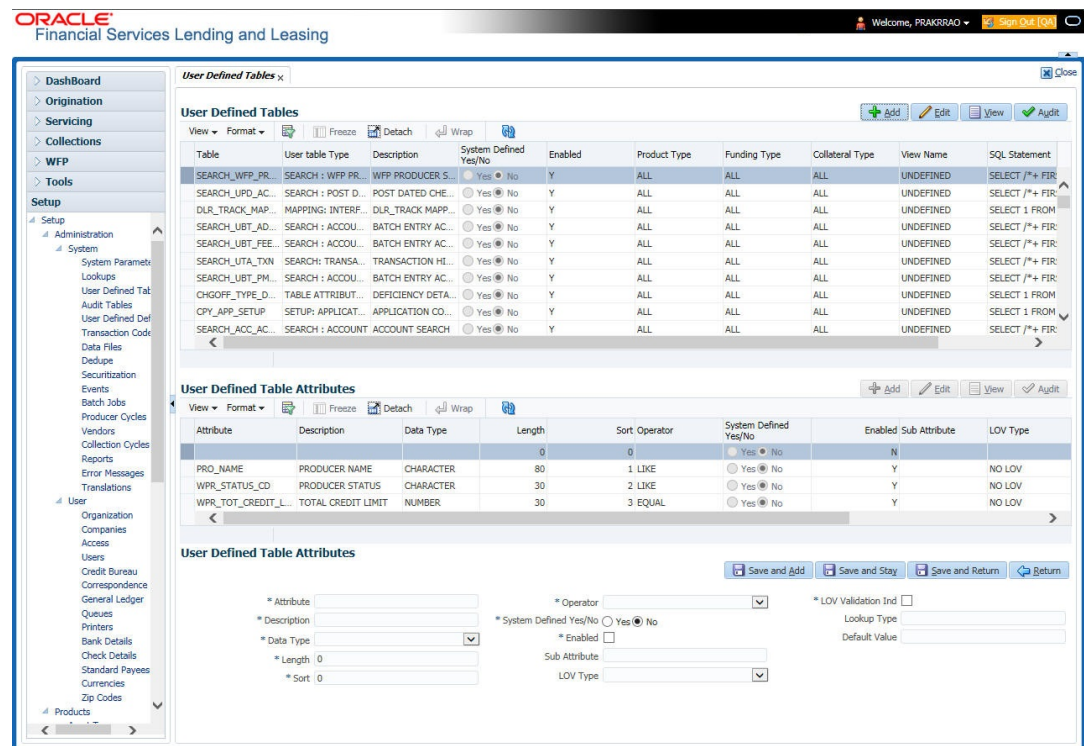 ORACLE
Financial Services Lending and Leasing
Welcome, PRAKRRAO
Sign Out [QA]
Close
DashBoard
Origination
Servicing
Collections
WFP
Tools
Setup
Setup
Administration
System
System Paramete
Lookups
User Defined Tab
Audit Tables
User Defined Def
Transaction Code
Data Files
Dedupe
Securitization
Events
Batch Jobs
Producer Cycles
Vendors
Collection Cycles
Reports
Error Messages
Translations
User
Organization
Companies
Access
Users
Credit Bureau
Correspondence
General Ledger
Queues
Printers
Bank Details
Check Details
Standard Payees
Currencies
Zip Codes
Products
User Defined Tables
User Defined Tables
Add Edit View Audit
View Format Freeze Detach Wrap
Table User table Type Description System Defined Yes/No Enabled Product Type Funding Type Collateral Type View Name SQL Statement
SEARCH_WFP_PR... SEARCH : WFP PR... WFP PRODUCER S... Yes No Y ALL ALL ALL UNDEFINED SELECT /*+ FIR
SEARCH_UPD_AC... SEARCH : POST D... POST DATED CHE... Yes No Y ALL ALL ALL UNDEFINED SELECT /*+ FIR
DLR_TRACK_MAP... MAPPING: INTERF... DLR_TRACK MAPP... Yes No Y ALL ALL ALL UNDEFINED SELECT 1 FROM
SEARCH_UBT_AD... SEARCH : ACCOU... BATCH ENTRY AC... Yes No Y ALL ALL ALL UNDEFINED SELECT /*+ FIR
SEARCH_UBT_FEE... SEARCH : ACCOU... BATCH ENTRY AC... Yes No Y ALL ALL ALL UNDEFINED SELECT /*+ FIR
SEARCH_UTA_TXN SEARCH: TRANSA... TRANSACTION HI... Yes No Y ALL ALL ALL UNDEFINED SELECT /*+ FIR
SEARCH_UBT_PM... SEARCH : ACCOU... BATCH ENTRY AC... Yes No Y ALL ALL ALL UNDEFINED SELECT /*+ FIR
CHGOFF_TYPE_D... TABLE ATTRIBUT... DEFICIENCY DETA... Yes No Y ALL ALL ALL UNDEFINED SELECT 1 FROM
CPY_APP_SETUP SETUP: APPLICAT... APPLICATION CO... Yes No Y ALL ALL ALL UNDEFINED SELECT 1 FROM
SEARCH_ACC_AC... SEARCH : ACCOUNT ACCOUNT SEARCH Yes No Y ALL ALL ALL UNDEFINED SELECT /*+ FIR
User Defined Table Attributes
Add Edit View Audit
View Format Freeze Detach Wrap
Attribute Description Data Type Length Sort Operator System Defined Yes/No Enabled Sub Attribute LOV Type
0 0 Yes No N
PRO_NAME PRODUCER NAME CHARACTER 80 1 LIKE Yes No Y NO LOV
WPR_STATUS_CD PRODUCER STATUS CHARACTER 30 2 LIKE Yes No Y NO LOV
WPR_TOT_CREDIT_L... TOTAL CREDIT LIMIT NUMBER 30 3 EQUAL Yes No Y NO LOV
User Defined Table Attributes
Save and Add Save and Stay Save and Return Return
* Attribute
* Description
* Data Type
* Length 0
* Sort 0
* Operator
* System Defined Yes/No Yes No
* Enabled
Sub Attribute
LOV Type
* LOV Validation Ind
Lookup Type
Default Value